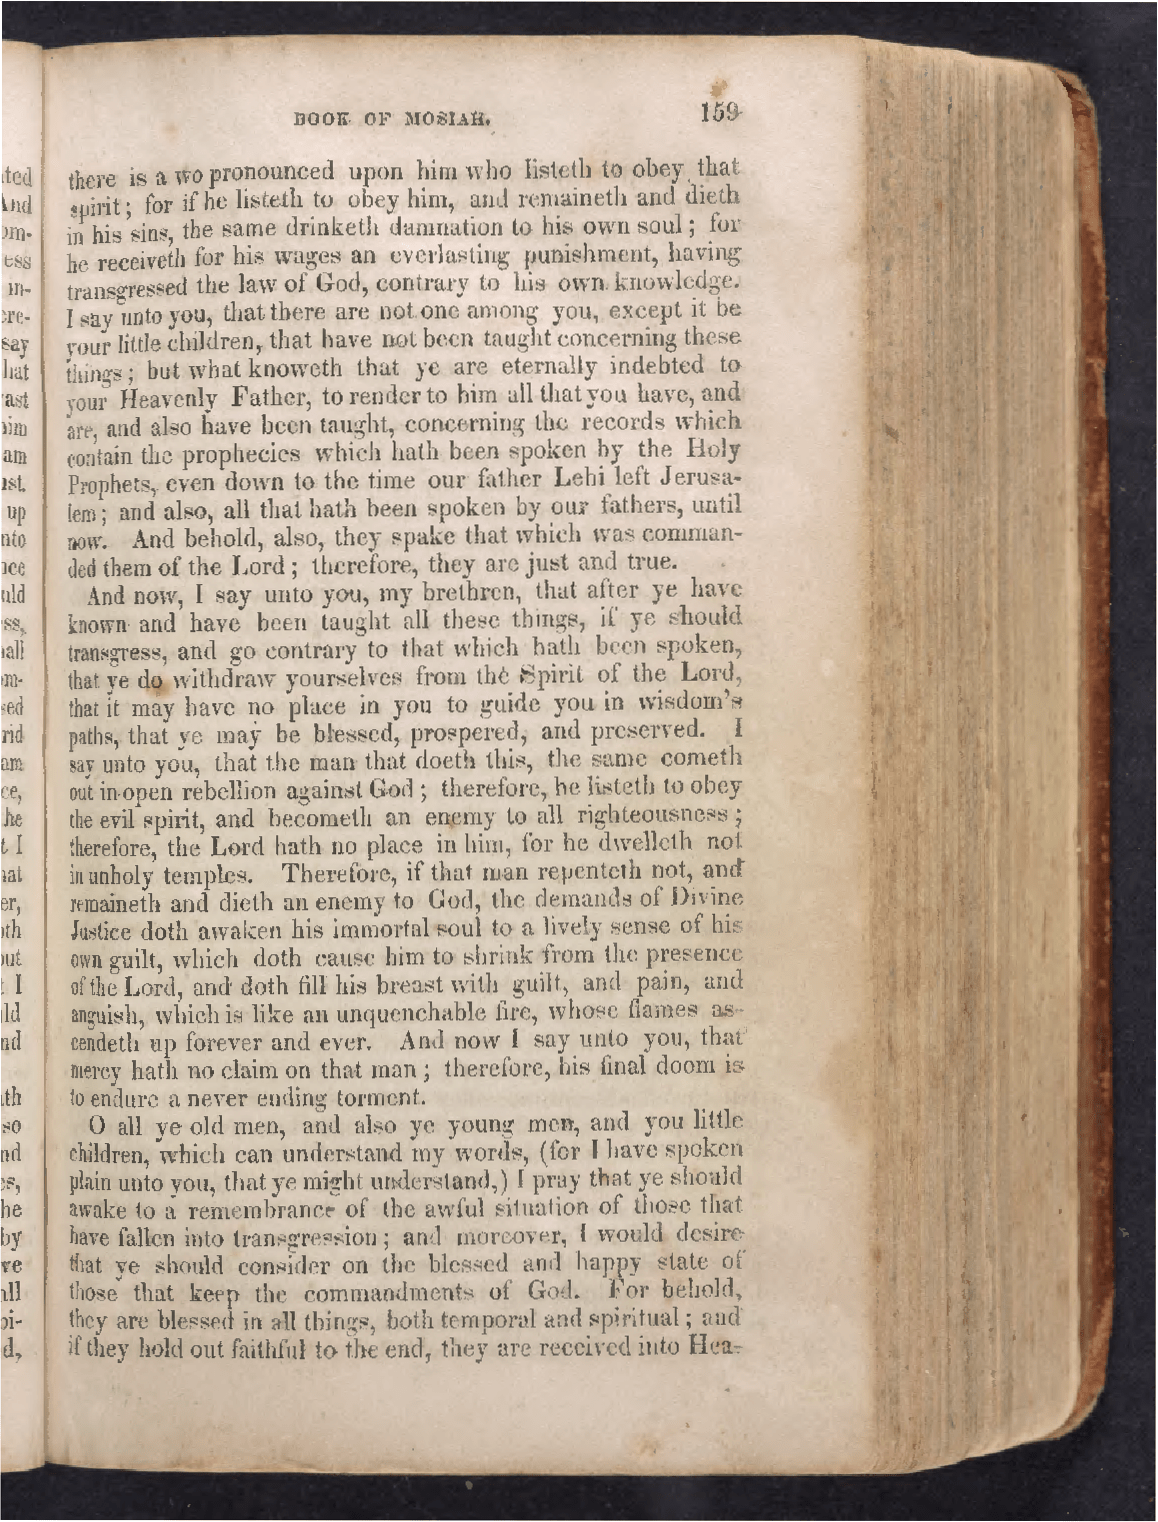 BOOK OF MOSIAH. 159
there is a wo pronounced upon him who listeth to obey that
spirit; for if he listeth to obey him, and remaineth and dieth
in his sins, the same drinketh damnation to his own soul; for
he receiveth for his wages an everlasting punishment, having
transgressed the law of God, contrary to his own knowledge.
I say unto you, that there are not one among you, except it be
your little children, that have not been taught concerning these
things; but what knoweth that ye are eternally indebted to
your Heavenly Father, to render to him all that you have, and
are, and also have been taught, concerning the records which
contain the prophecies which hath been spoken by the Holy
Prophets, even down to the time our father Lehi left Jerusa-
lem; and also, all that hath been spoken by our fathers, until
now. And behold, also, they spake that which was comman-
ded them of the Lord; therefore, they are just and true.
And now, I say unto you, my brethren, that after ye have
known and have been taught all these things, if ye should
transgress, and go contrary to that which hath been spoken,
that ye do withdraw yourselves from the Spirit of the Lord,
that it may have no place in you to guide you in wisdom's
paths, that ye may be blessed, prospered, and preserved. I
say unto you, that the man that doeth this, the same cometh
out in open rebellion against God; therefore, he listeth to obey
the evil spirit, and becometh an enemy to all righteousness;
therefore, the Lord hath no place in him, for he dwelleth not
in unholy temples. Therefore, if that man repenteth not, and
remaineth and dieth an enemy to God, the demands of Divine
Justice doth awaken his immortal soul to a lively sense of his
own guilt, which doth cause him to shrink from the presence
of the Lord, and doth fill his breast with guilt, and pain, and
anguish, which is like an unquenchable fire, whose flames as-
cendeth up forever and ever. And now I say unto you, that
mercy hath no claim on that man; therefore, his final doom is
to endure a never ending torment.
O all ye old men, and also ye young men, and you little
children, which can understand my words, (for I have spoken
plain unto you, that ye might understand,) I pray that ye should
awake to a remembrance of the awful situation of those that
have fallen into transgression; and moreover, I would desire
that ye should consider on the blessed and happy state of
those that keep the commandments of God. For behold,
they are blessed in all things, both temporal and spiritual; and
if they hold out faithful to the end, they are received into Hea-